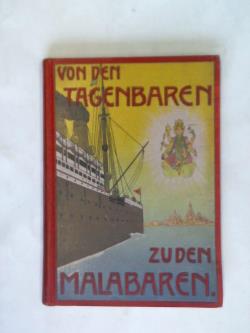 VON DEN
TAGENBAREN
ZU DEN
MALABAREN.